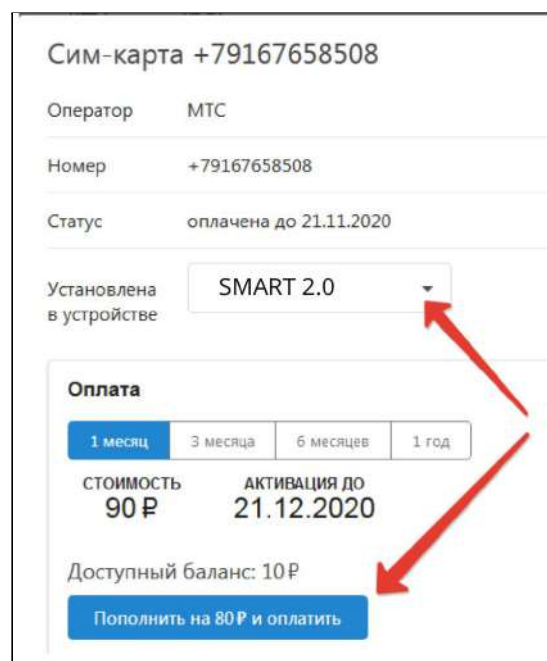 Сим-карта +79167658508
Оператор МТС
Номер +79167658508
Статус оплачена до 21.11.2020
Установлена SMART 2.0
в устройстве
Оплата
1 месяц 3 месяца 6 месяцев 1 год
СТОИМОСТЬ АКТИВАЦИЯ ДО
90 ₽ 21.12.2020
Доступный баланс: 10 ₽
Пополнить на 80 ₽ и оплатить